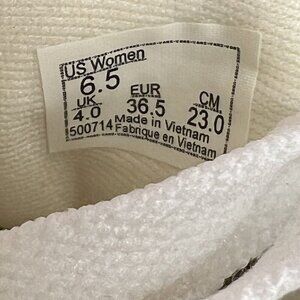 US Women
6.5
UK EUR CM
4.0 36.5 23.0
500714 Made in Vietnam
Fabrique en Vietnam